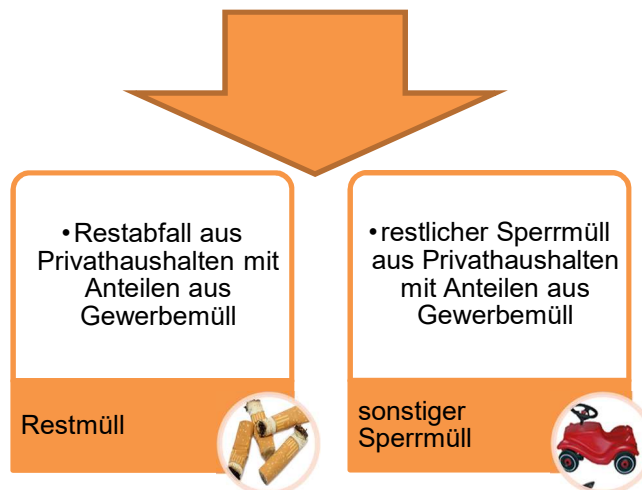 •Restabfall aus
Privathaushalten mit
Anteilen aus
Gewerbemüll
Restmüll
•restlicher Sperrmüll
aus Privathaushalten
mit Anteilen aus
Gewerbemüll
sonstiger
Sperrmüll